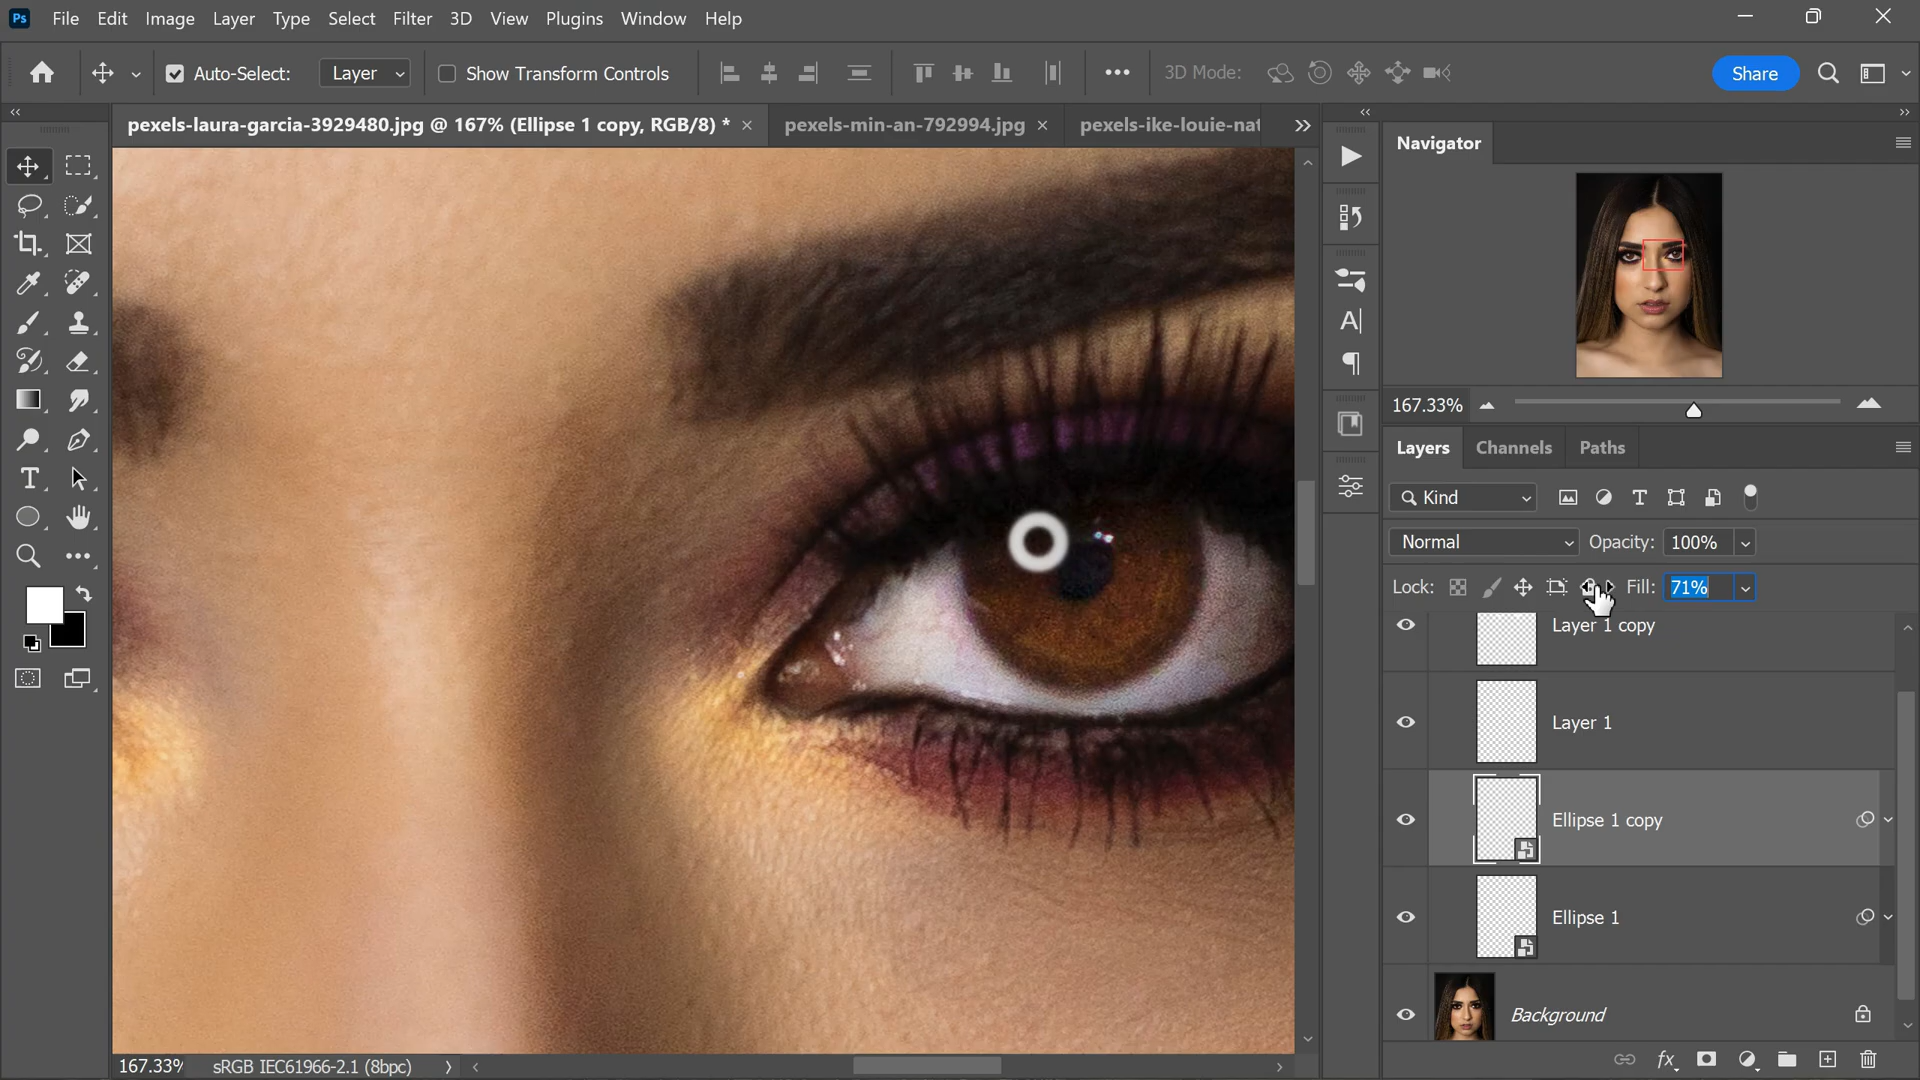 Ps File Edit Image Layer Type Select Filter 3D View Plugins Window Help
Auto-Select: Layer Show Transform Controls 3D Mode: Share
pexels-laura-garcia-3929480.jpg @ 167% (Ellipse 1 copy, RGB/8) * pexels-min-an-792994.jpg pexels-ike-louie-nat
Navigator
167.33%
Layers Channels Paths
Kind
Normal Opacity: 100%
Lock: Fill: 71%
Layer 1 copy
Layer 1
Ellipse 1 copy
Ellipse 1
Background
167.33% sRGB IEC61966-2.1 (8bpc)